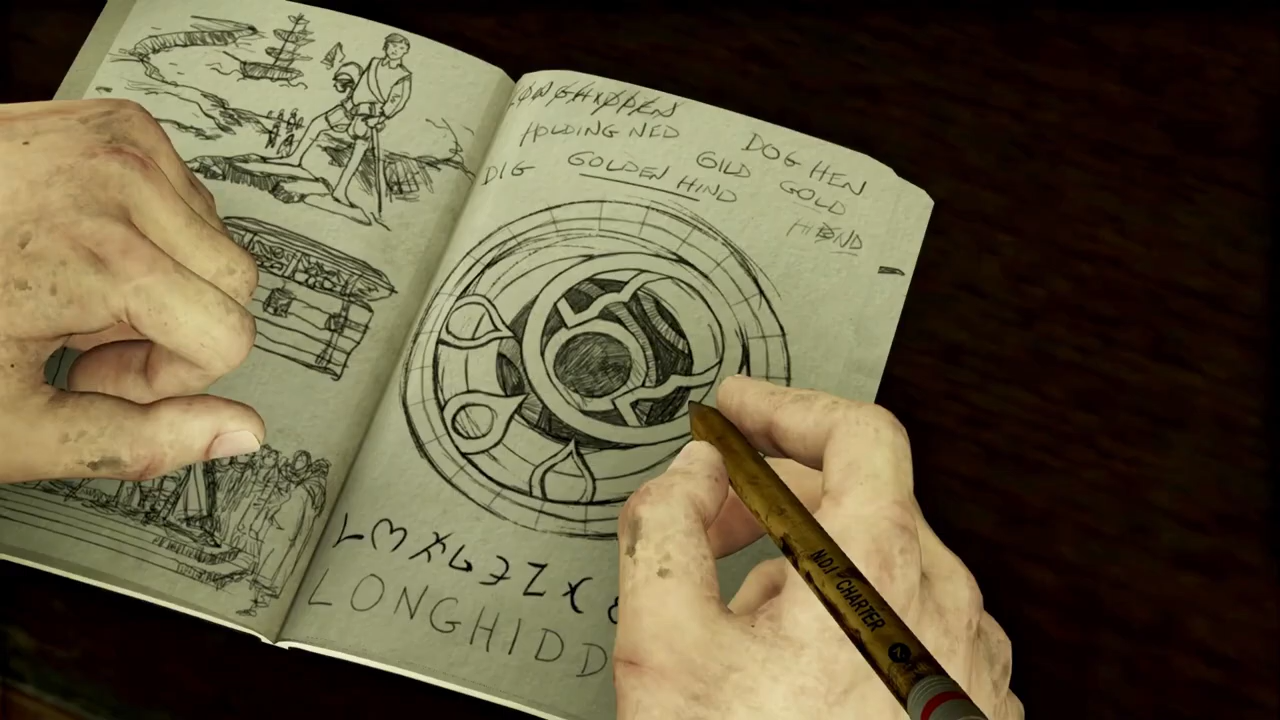 LONGHIDDEN
HOLDING NED DOG HEN
DIG GOLDEN HIND GILD GOLD
HIND
LONGHIDD
NO.1 CHARTER